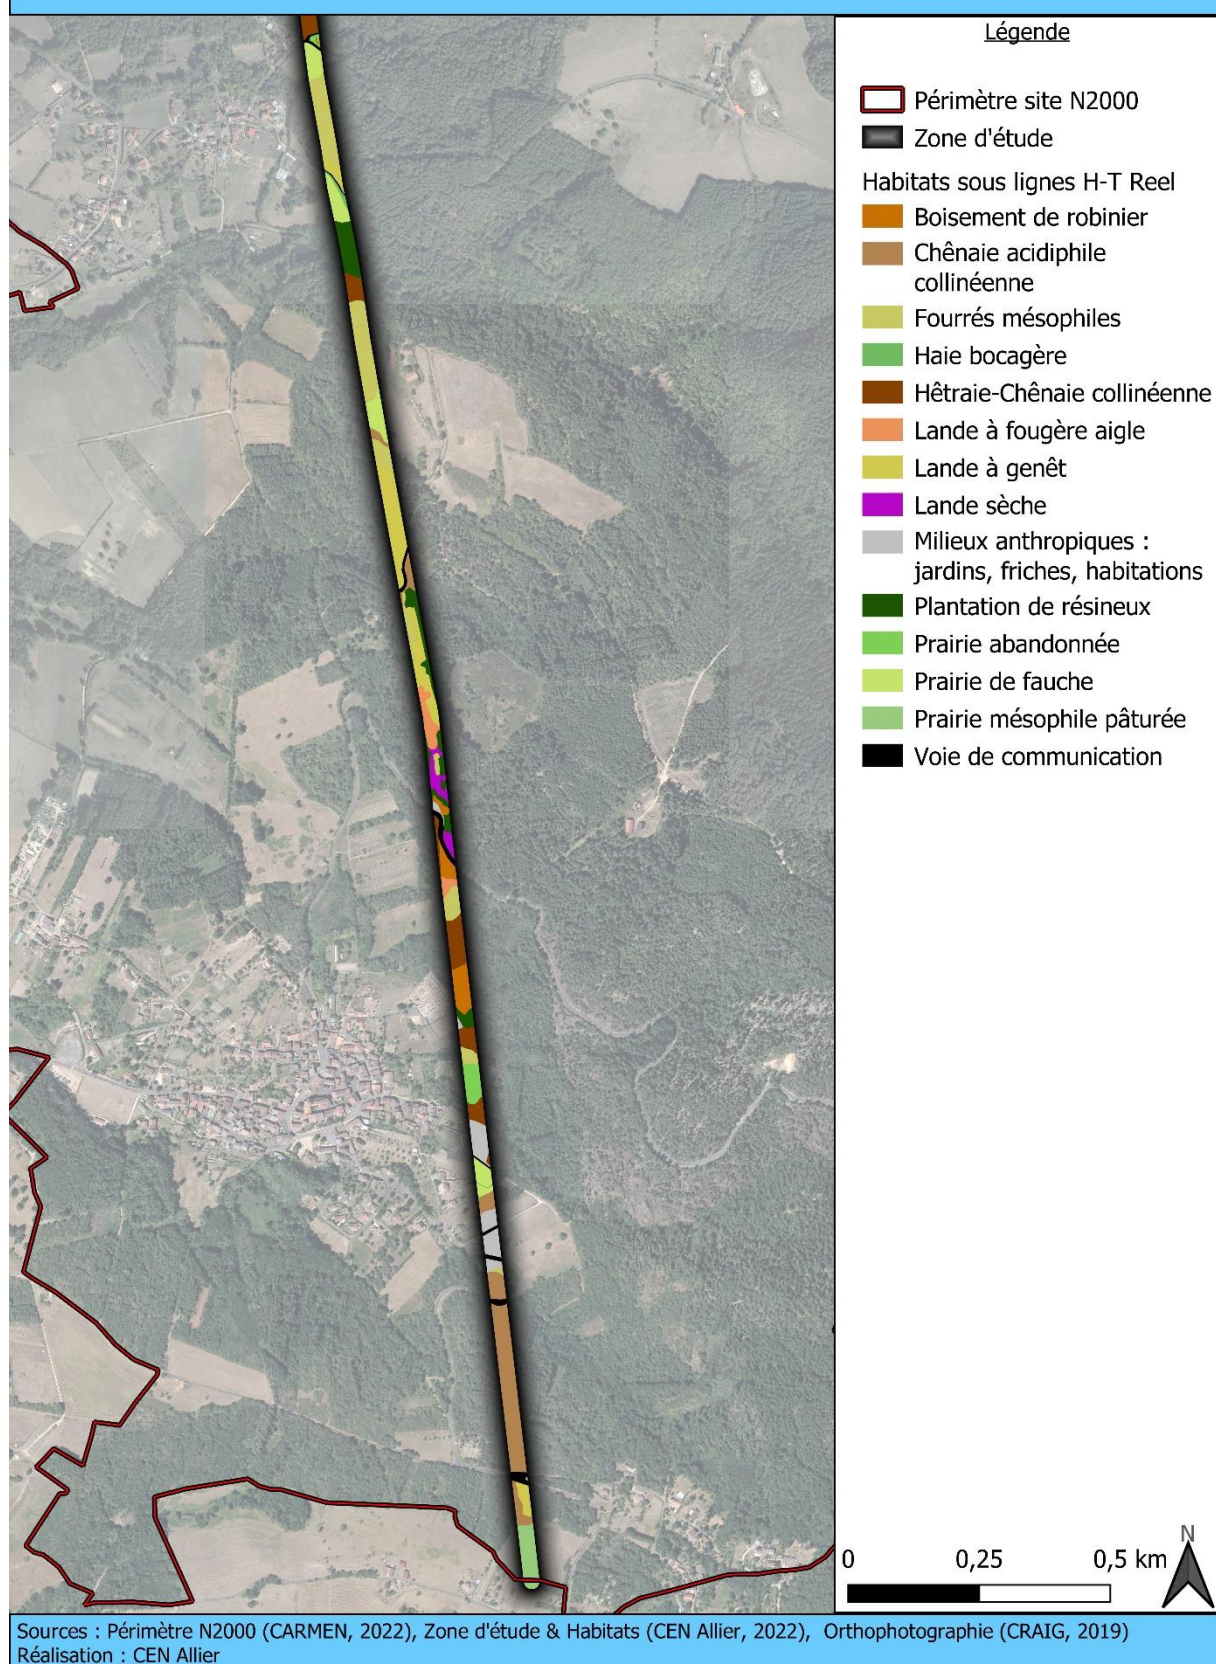 Légende
Périmètre site N2000
Zone d'étude
Habitats sous lignes H-T Reel
Boisement de robinier
Chênaie acidiphile
collinéenne
Fourrés mésophiles
Haie bocagère
Hêtraie-Chênaie collinéenne
Lande à fougère aigle
Lande à genêt
Lande sèche
Milieux anthropiques :
jardins, friches, habitations
Plantation de résineux
Prairie abandonnée
Prairie de fauche
Prairie mésophile pâturée
Voie de communication
N
0 0,25 0,5 km
Sources : Périmètre N2000 (CARMEN, 2022), Zone d'étude & Habitats (CEN Allier, 2022), Orthophotographie (CRAIG, 2019)
Réalisation : CEN Allier